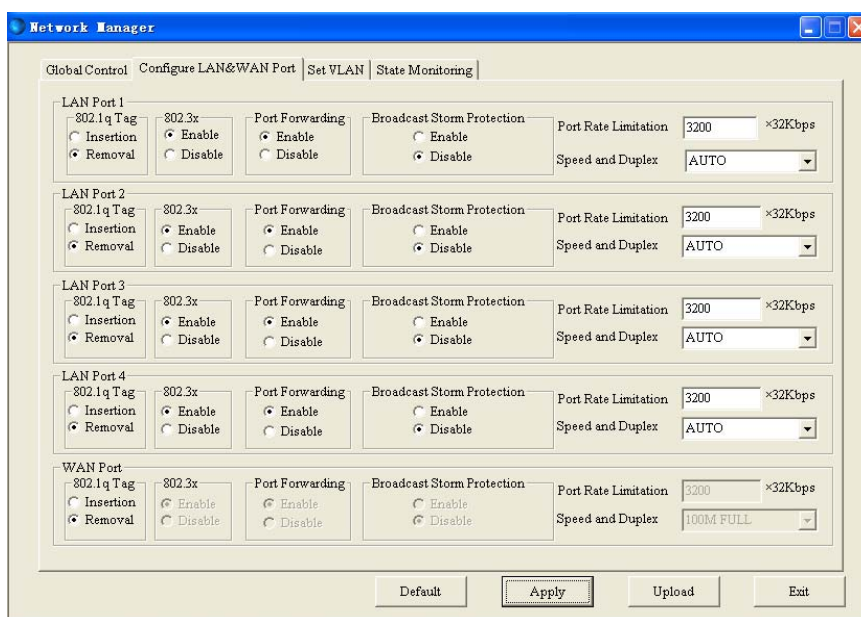 Network Manager
Global Control Configure LAN&WAN Port Set VLAN State Monitoring
LAN Port 1
802.1q Tag 802.3x Port Forwarding Broadcast Storm Protection
Insertion Enable Enable Enable Port Rate Limitation 3200 ×32Kbps
Removal Disable Disable Disable Speed and Duplex AUTO
LAN Port 2
802.1q Tag 802.3x Port Forwarding Broadcast Storm Protection
Insertion Enable Enable Enable Port Rate Limitation 3200 ×32Kbps
Removal Disable Disable Disable Speed and Duplex AUTO
LAN Port 3
802.1q Tag 802.3x Port Forwarding Broadcast Storm Protection
Insertion Enable Enable Enable Port Rate Limitation 3200 ×32Kbps
Removal Disable Disable Disable Speed and Duplex AUTO
LAN Port 4
802.1q Tag 802.3x Port Forwarding Broadcast Storm Protection
Insertion Enable Enable Enable Port Rate Limitation 3200 ×32Kbps
Removal Disable Disable Disable Speed and Duplex AUTO
WAN Port
802.1q Tag 802.3x Port Forwarding Broadcast Storm Protection
Insertion Enable Enable Enable Port Rate Limitation 3200 ×32Kbps
Removal Disable Disable Disable Speed and Duplex 100M FULL
Default Apply Upload Exit